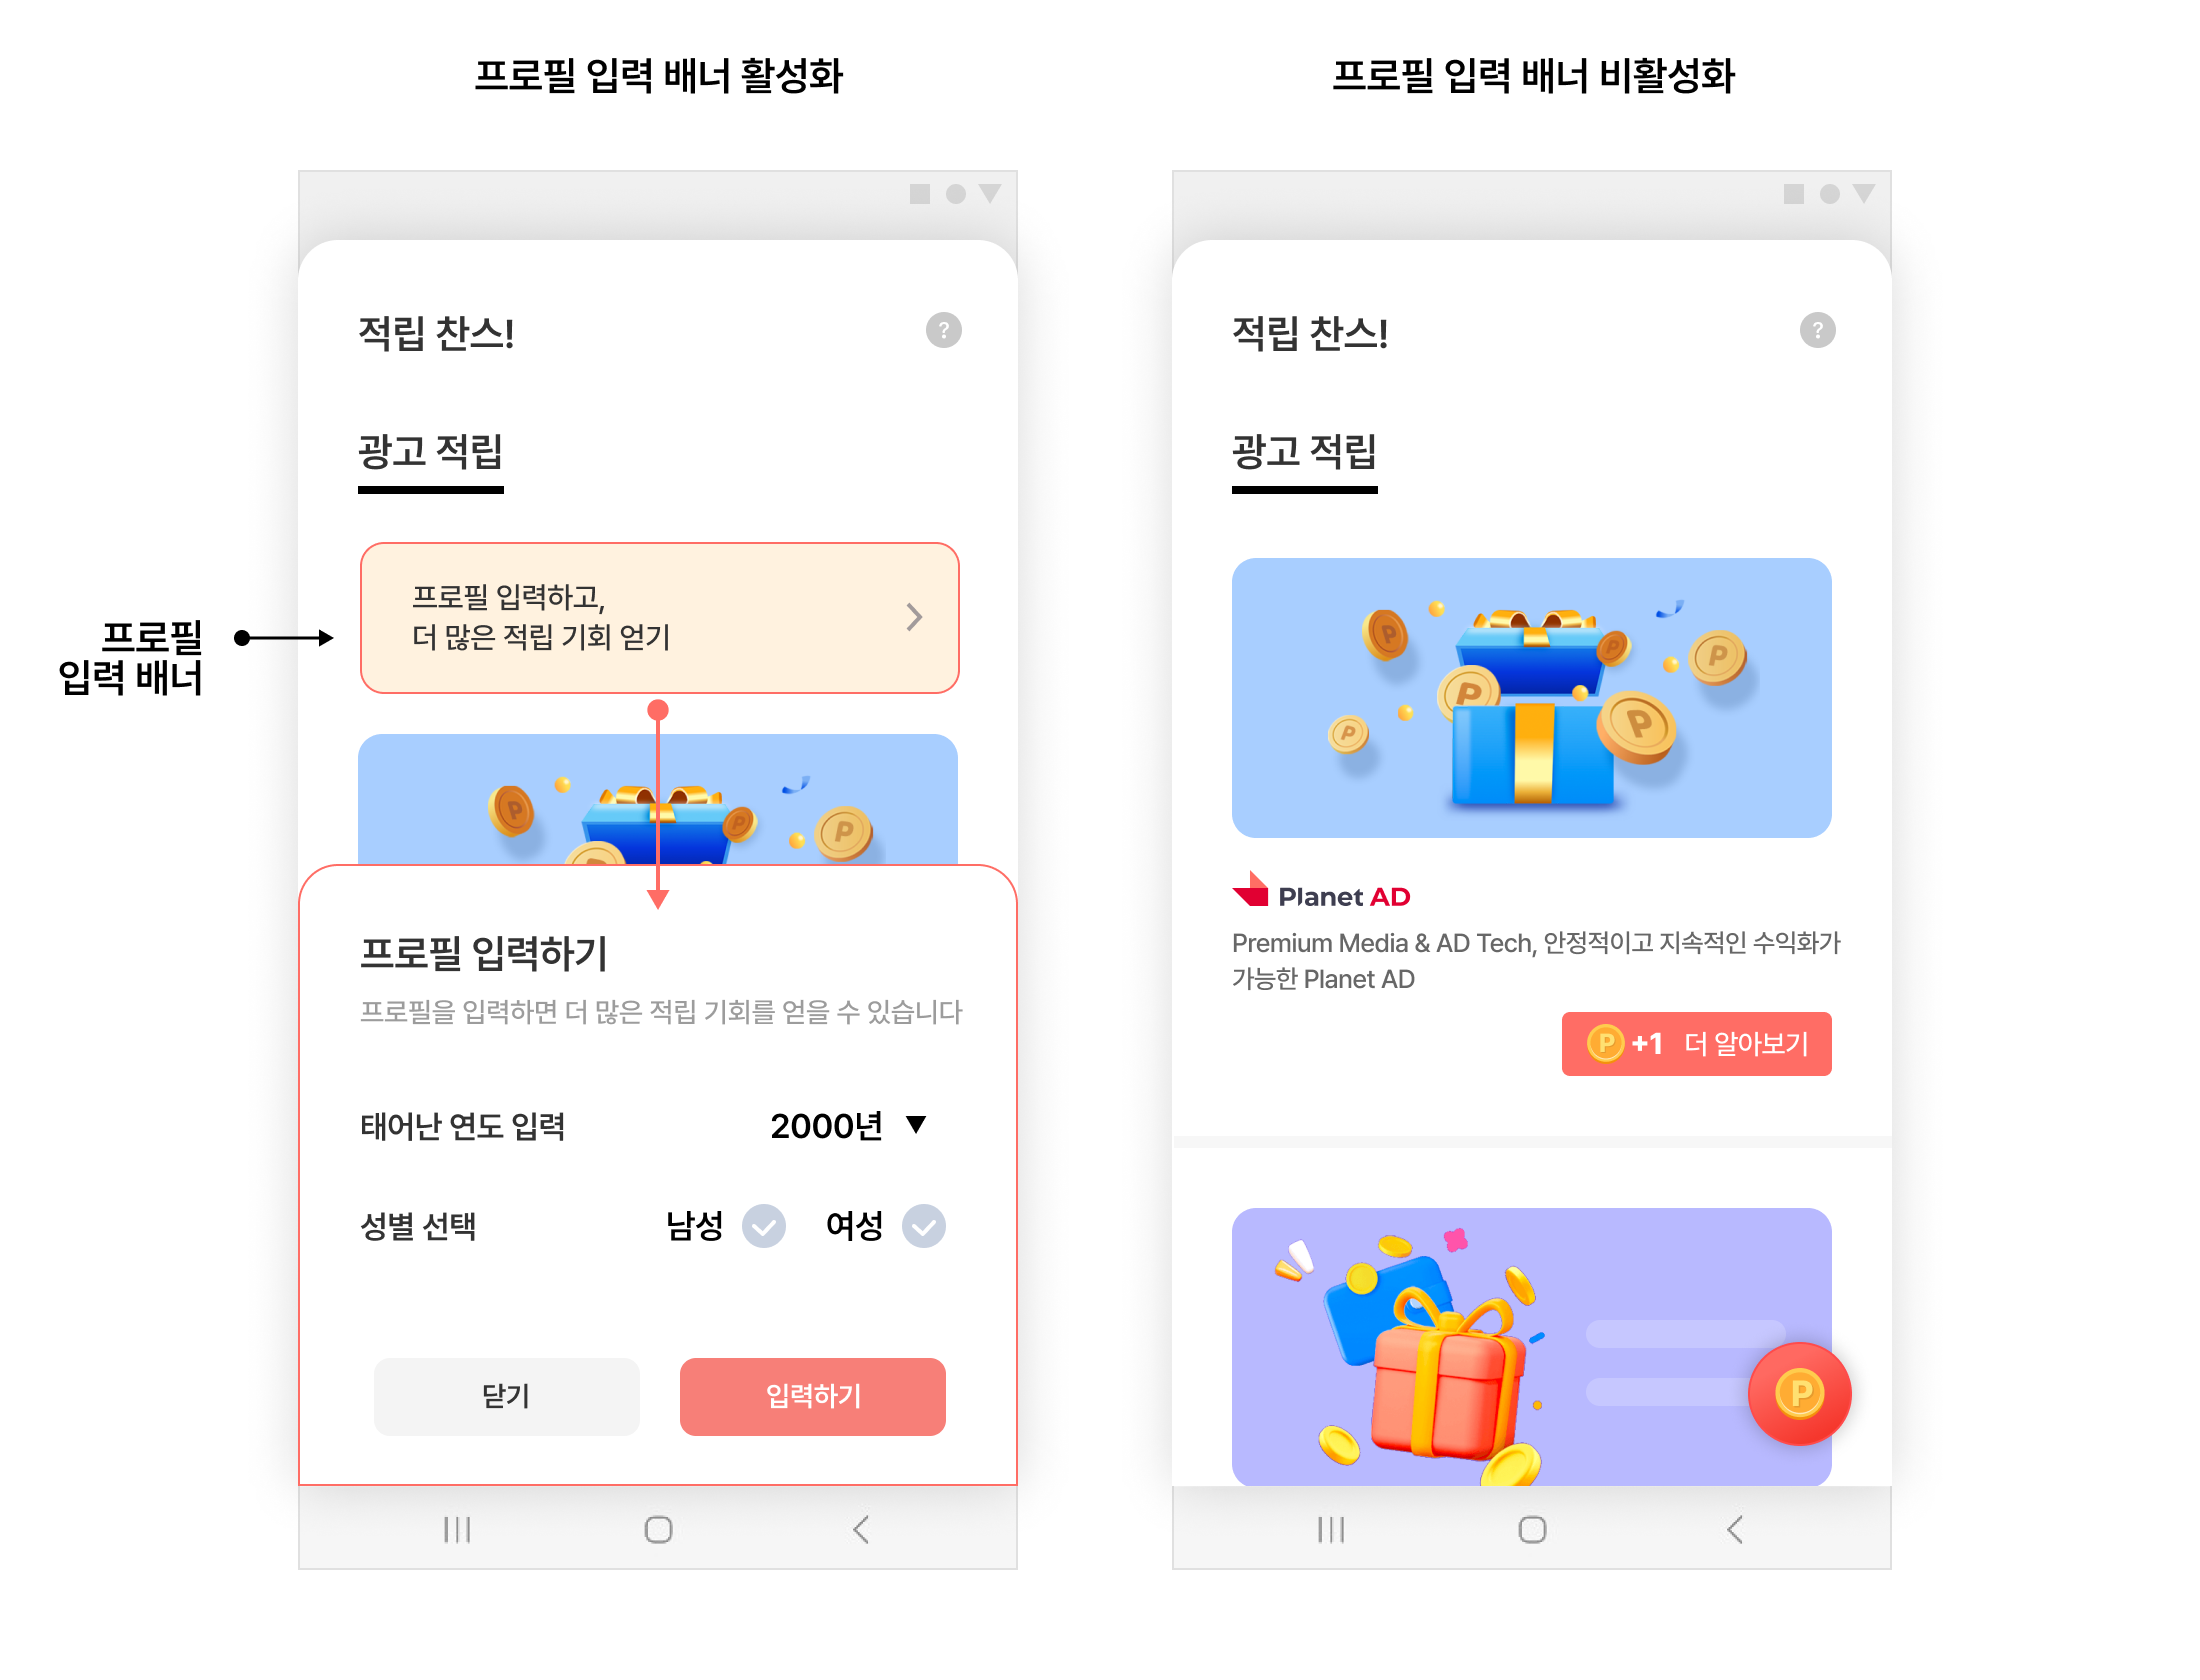 프로필 입력 배너 활성화
프로필 입력 배너 비활성화
적립 찬스!
?
광고 적립
프로필 입력하고,
더 많은 적립 기회 얻기
프로필
입력 배너
P
P
P
P
프로필 입력하기
프로필을 입력하면 더 많은 적립 기회를 얻을 수 있습니다
태어난 연도 입력
2000년
성별 선택
남성
여성
닫기
입력하기
적립 찬스!
?
광고 적립
P
P
P
P
P
P
Planet AD
Premium Media & AD Tech, 안정적이고 지속적인 수익화가
가능한 Planet AD
P +1 더 알아보기
P